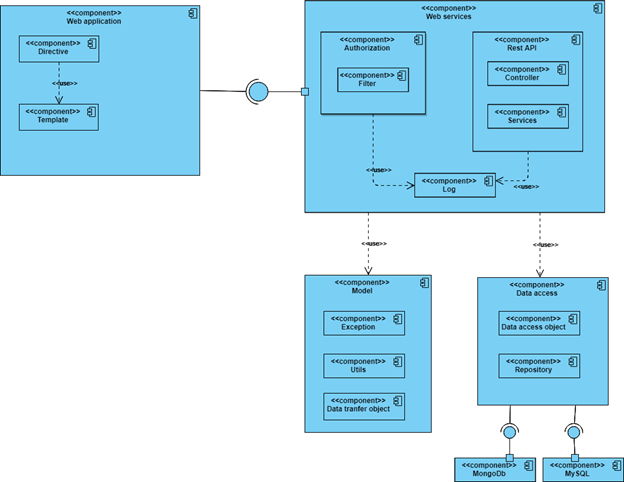 <<component>>
Web application
<<component>>
Directive
<<use>>
<<component>>
Template
<<component>>
Web services
<<component>>
Authorization
<<component>>
Filter
<<component>>
Rest API
<<component>>
Controller
<<component>>
Services
<<use>>
<<use>>
<<component>>
Log
<<use>>
<<use>>
<<component>>
Model
<<component>>
Exception
<<component>>
Utils
<<component>>
Data tranfer object
<<component>>
Data access
<<component>>
Data access object
<<component>>
Repository
<<component>>
MongoDb
<<component>>
MySQL